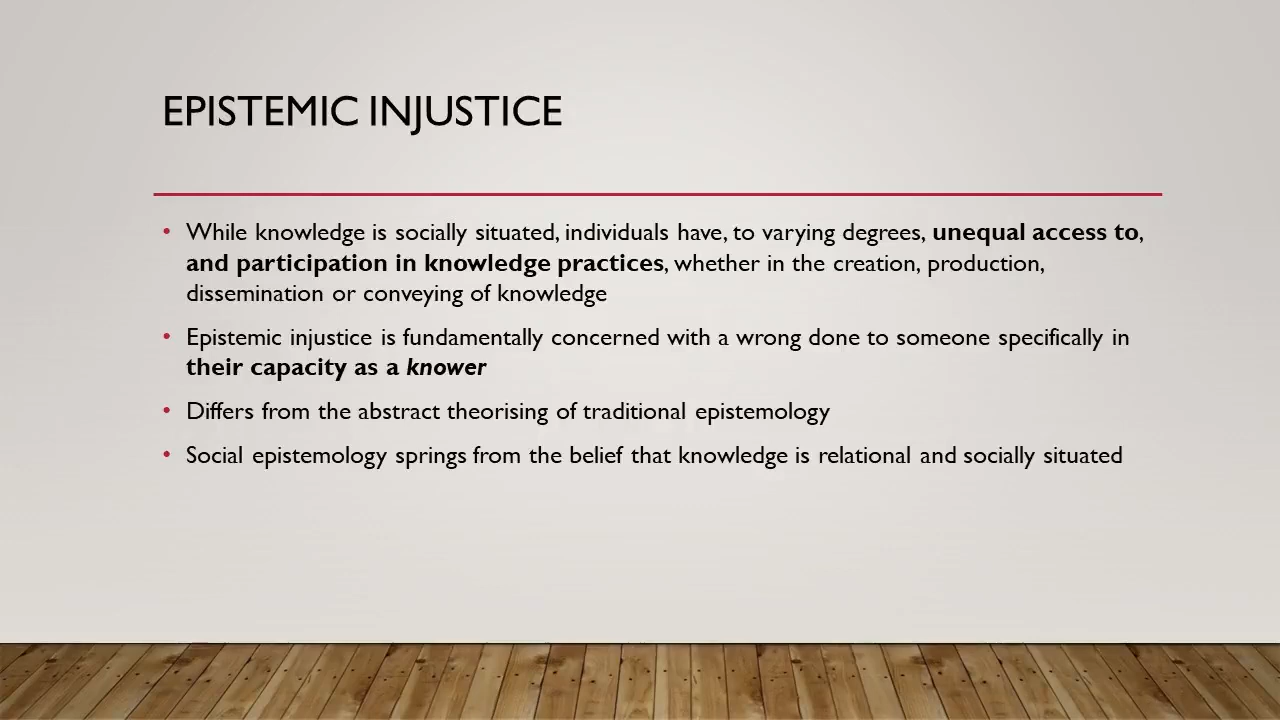 EPISTEMIC INJUSTICE
• While knowledge is socially situated, individuals have, to varying degrees, unequal access to,
and participation in knowledge practices, whether in the creation, production,
dissemination or conveying of knowledge
• Epistemic injustice is fundamentally concerned with a wrong done to someone specifically in
their capacity as a knower
• Differs from the abstract theorising of traditional epistemology
• Social epistemology springs from the belief that knowledge is relational and socially situated